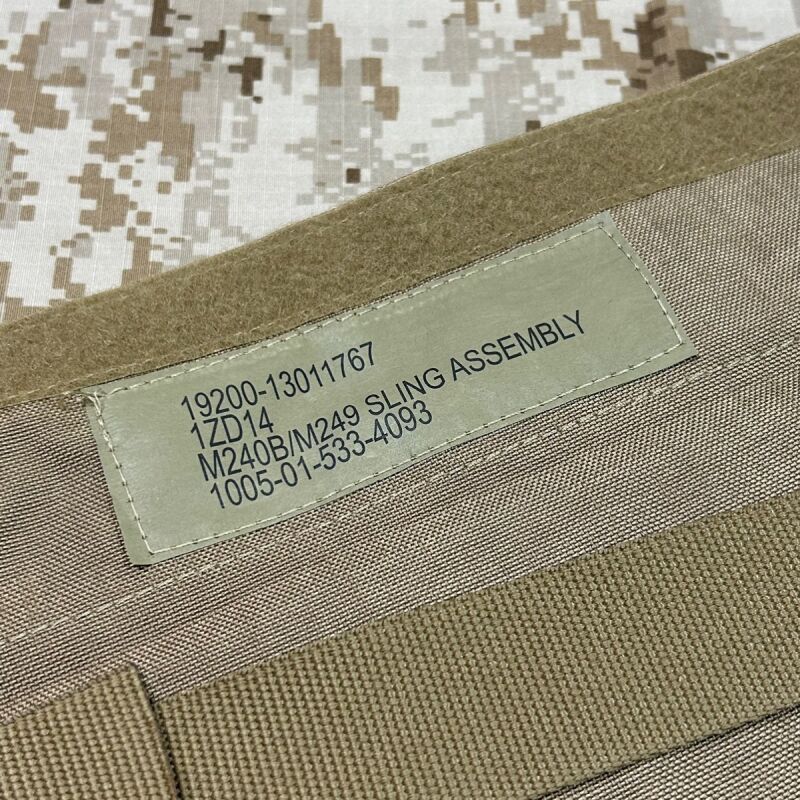 19200-13011767
1ZD14
M240B/M249 SLING ASSEMBLY
1005-01-533-4093